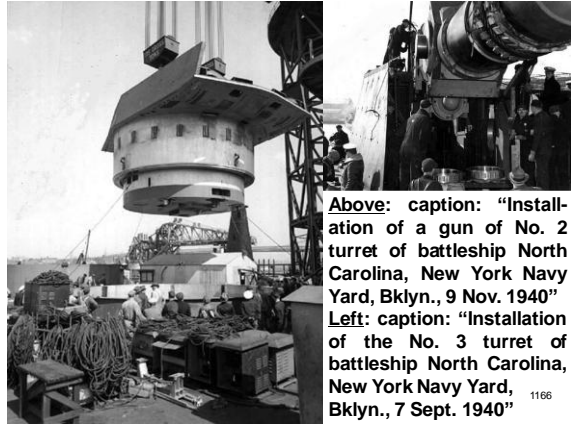 Above: caption: “Install-
ation of a gun of No. 2
turret of battleship North
Carolina, New York Navy
Yard, Bklyn., 9 Nov. 1940”
Left: caption: “Installation
of the No. 3 turret of
battleship North Carolina,
New York Navy Yard,
Bklyn., 7 Sept. 1940”
1166